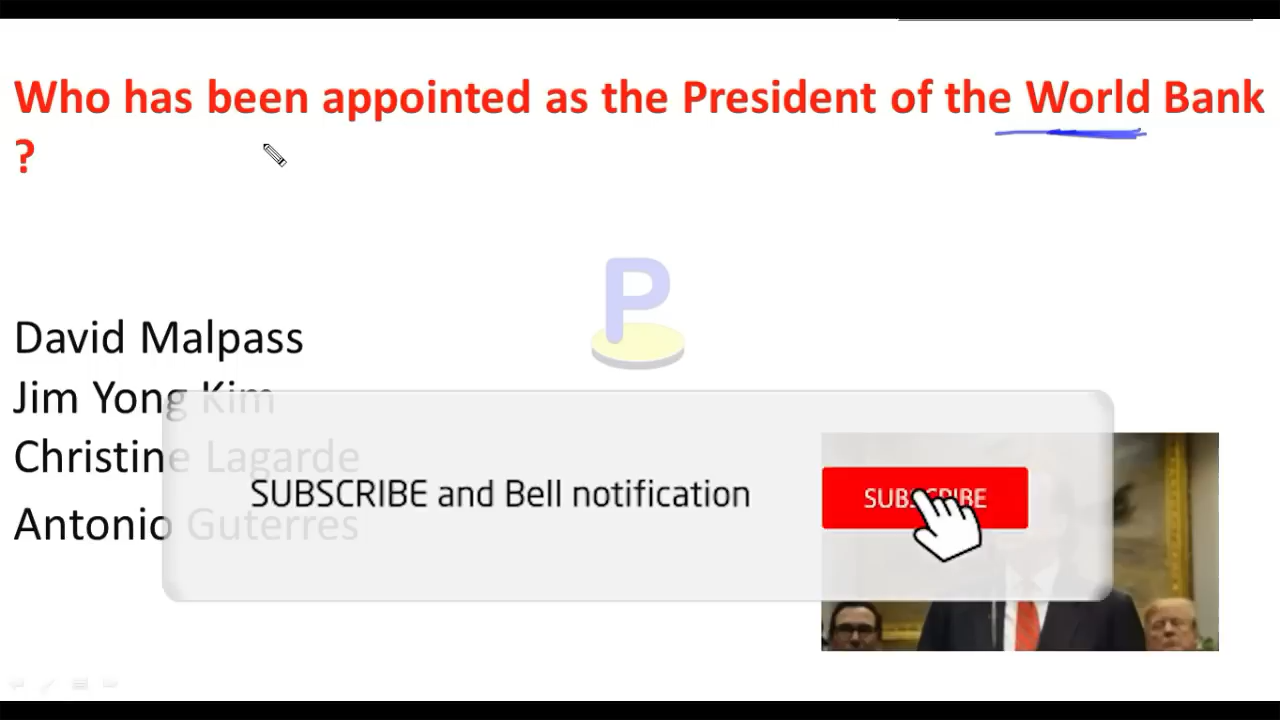 Who has been appointed as the President of the World Bank
?
P
David Malpass
Jim Yong Kim
Christine Lagarde
SUBSCRIBE and Bell notification
SUBSCRIBE
Antonio Guterres